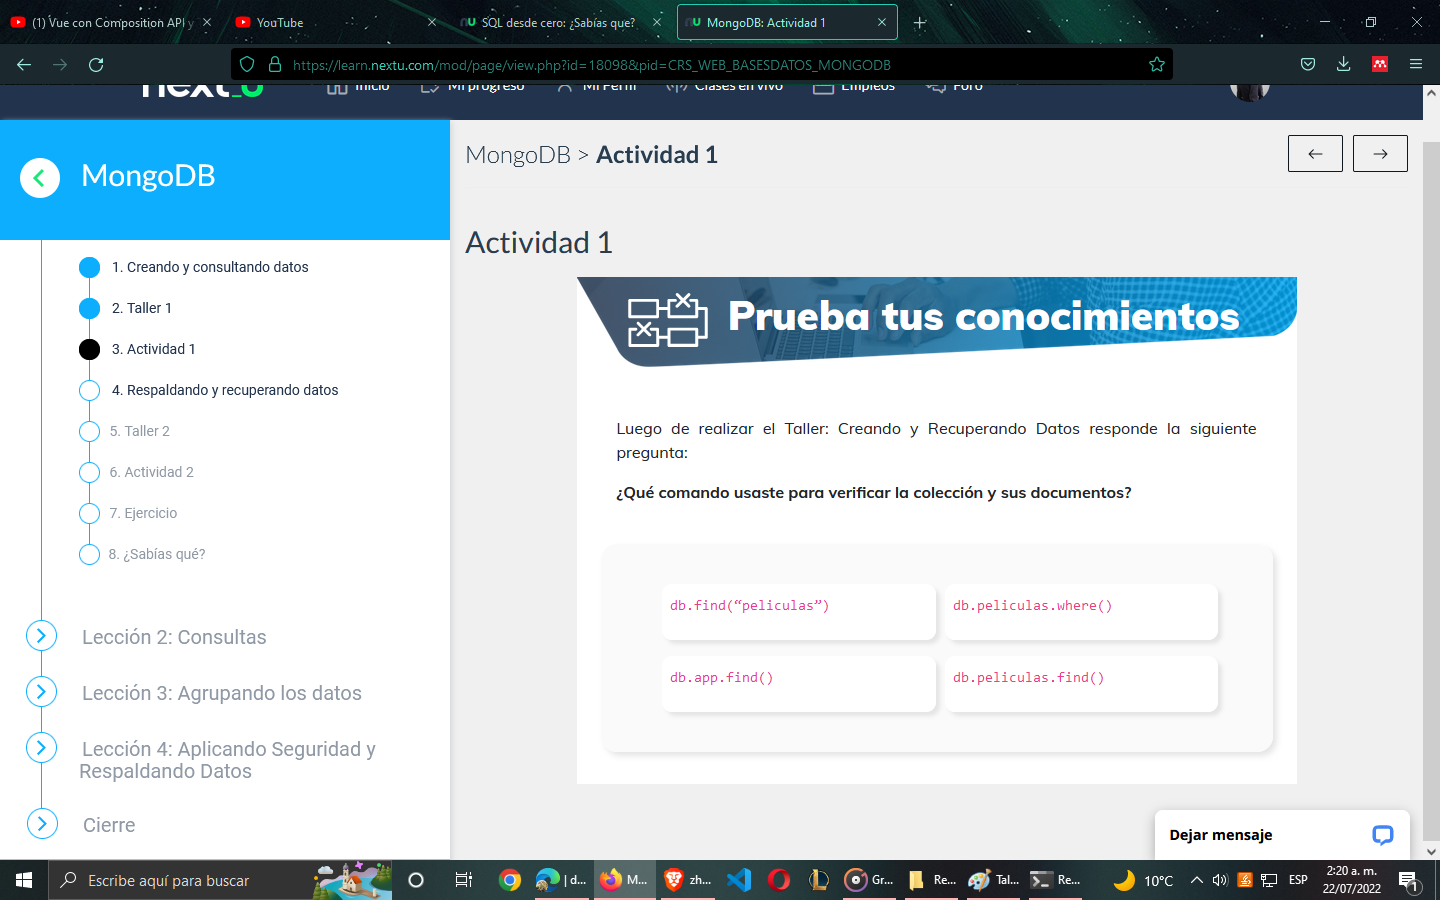 (1) Vue con Composition API y
YouTube
SQL desde cero: ¿Sabías que?
MongoDB: Actividad 1
https://learn.nextu.com/mod/page/view.php?id=18098&pid=CRS_WEB_BASESDATOS_MONGODB
next_U
Inicio
Mi progreso
Mi Perfil
Clases en vivo
Empleos
Foro
MongoDB
1. Creando y consultando datos
2. Taller 1
3. Actividad 1
4. Respaldando y recuperando datos
5. Taller 2
6. Actividad 2
7. Ejercicio
8. ¿Sabías qué?
Lección 2: Consultas
Lección 3: Agrupando los datos
Lección 4: Aplicando Seguridad y
Respaldando Datos
Cierre
MongoDB > Actividad 1
Actividad 1
Prueba tus conocimientos
Luego de realizar el Taller: Creando y Recuperando Datos responde la siguiente
pregunta:
¿Qué comando usaste para verificar la colección y sus documentos?
db.find(“peliculas”)
db.peliculas.where()
db.app.find()
db.peliculas.find()
Dejar mensaje
Escribe aquí para buscar
| d...
M...
zh...
Gr...
Re...
Tal...
Re...
10°C
ESP
2:20 a. m.
22/07/2022
1